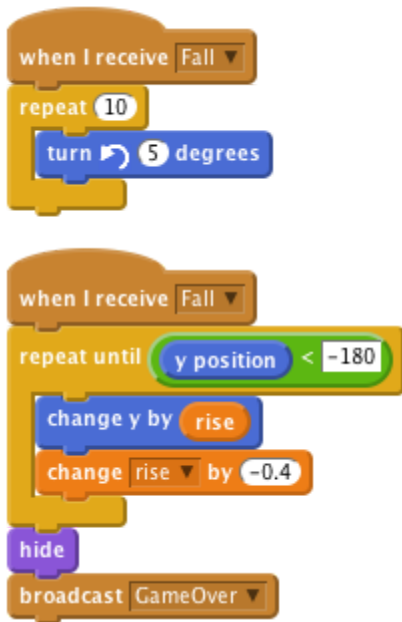 when I receive Fall
repeat 10
turn 5 degrees
when I receive Fall
repeat until y position < -180
change y by rise
change rise by -0.4
hide
broadcast GameOver